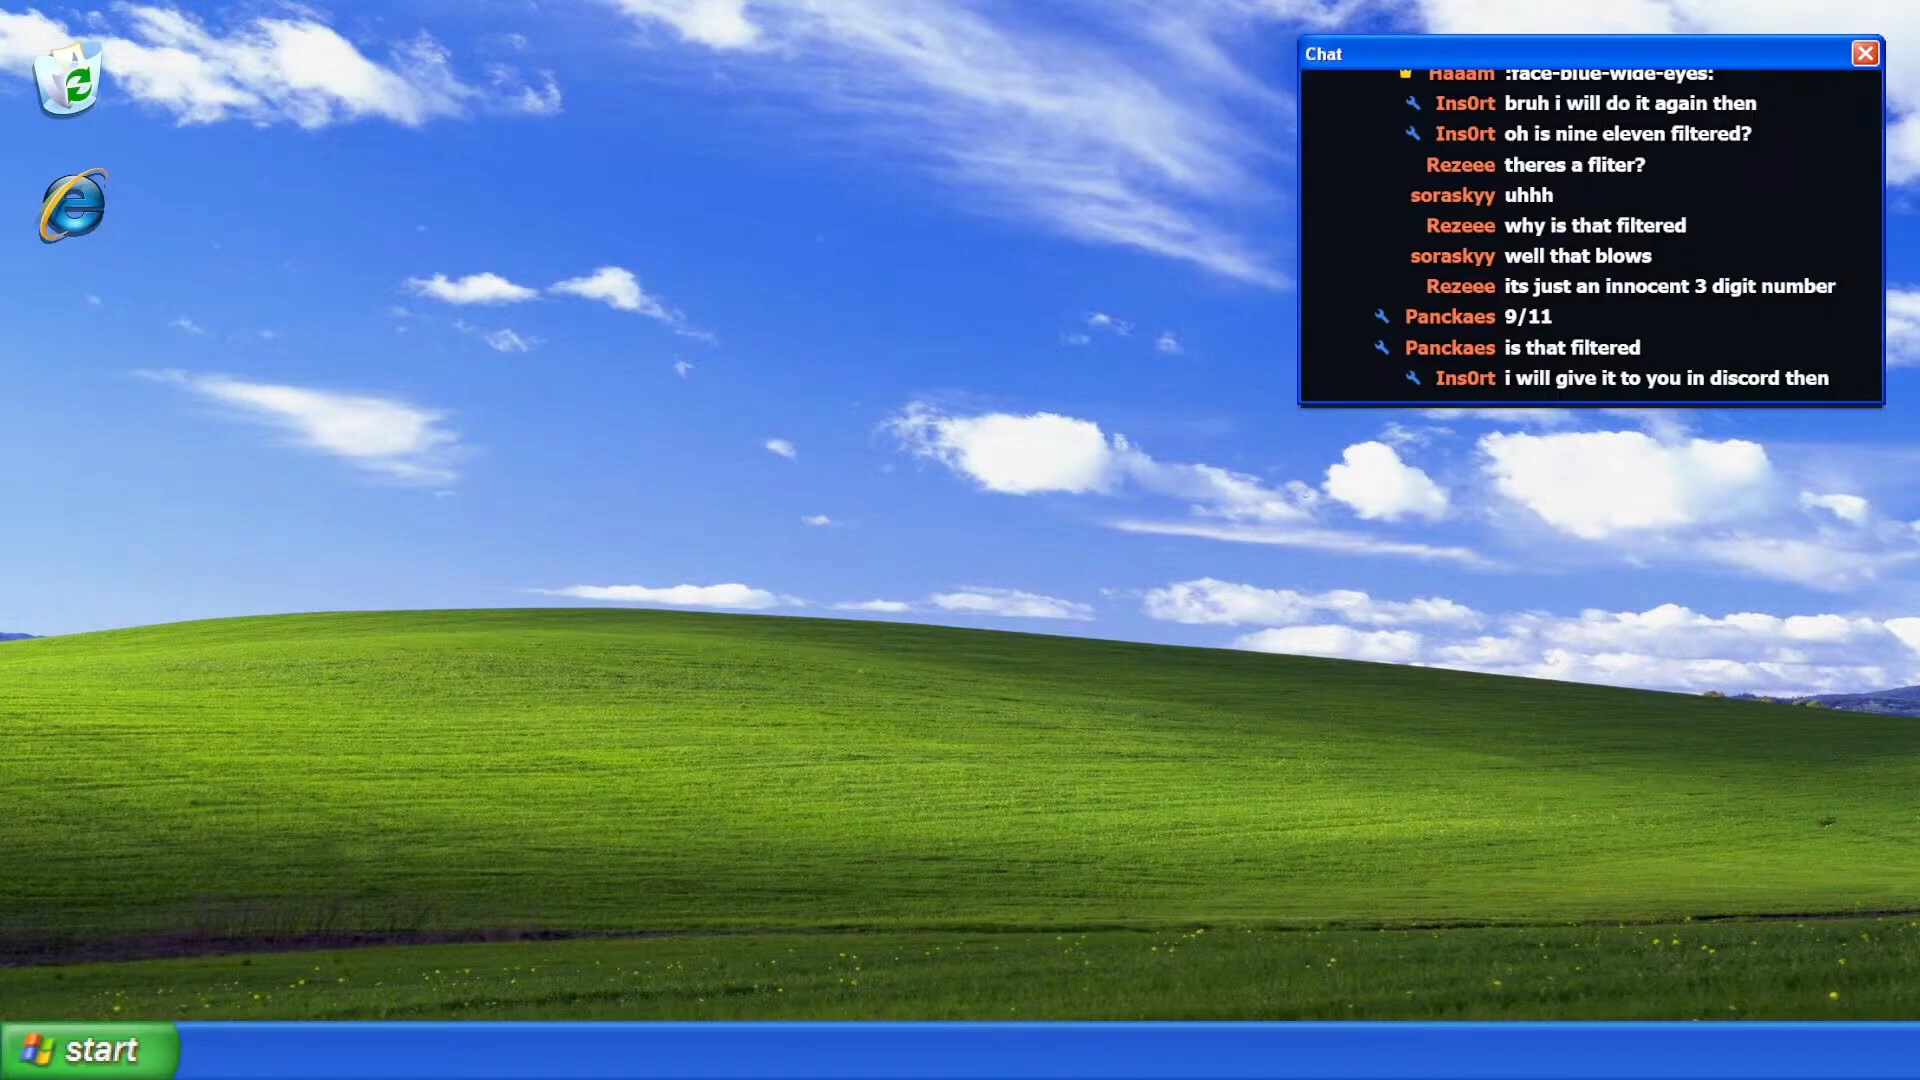 Chat
Haaam :face-blue-wide-eyes:
Ins0rt bruh i will do it again then
Ins0rt oh is nine eleven filtered?
Rezeee theres a fliter?
soraskyy uhhh
Rezeee why is that filtered
soraskyy well that blows
Rezeee its just an innocent 3 digit number
Panckaes 9/11
Panckaes is that filtered
Ins0rt i will give it to you in discord then
start